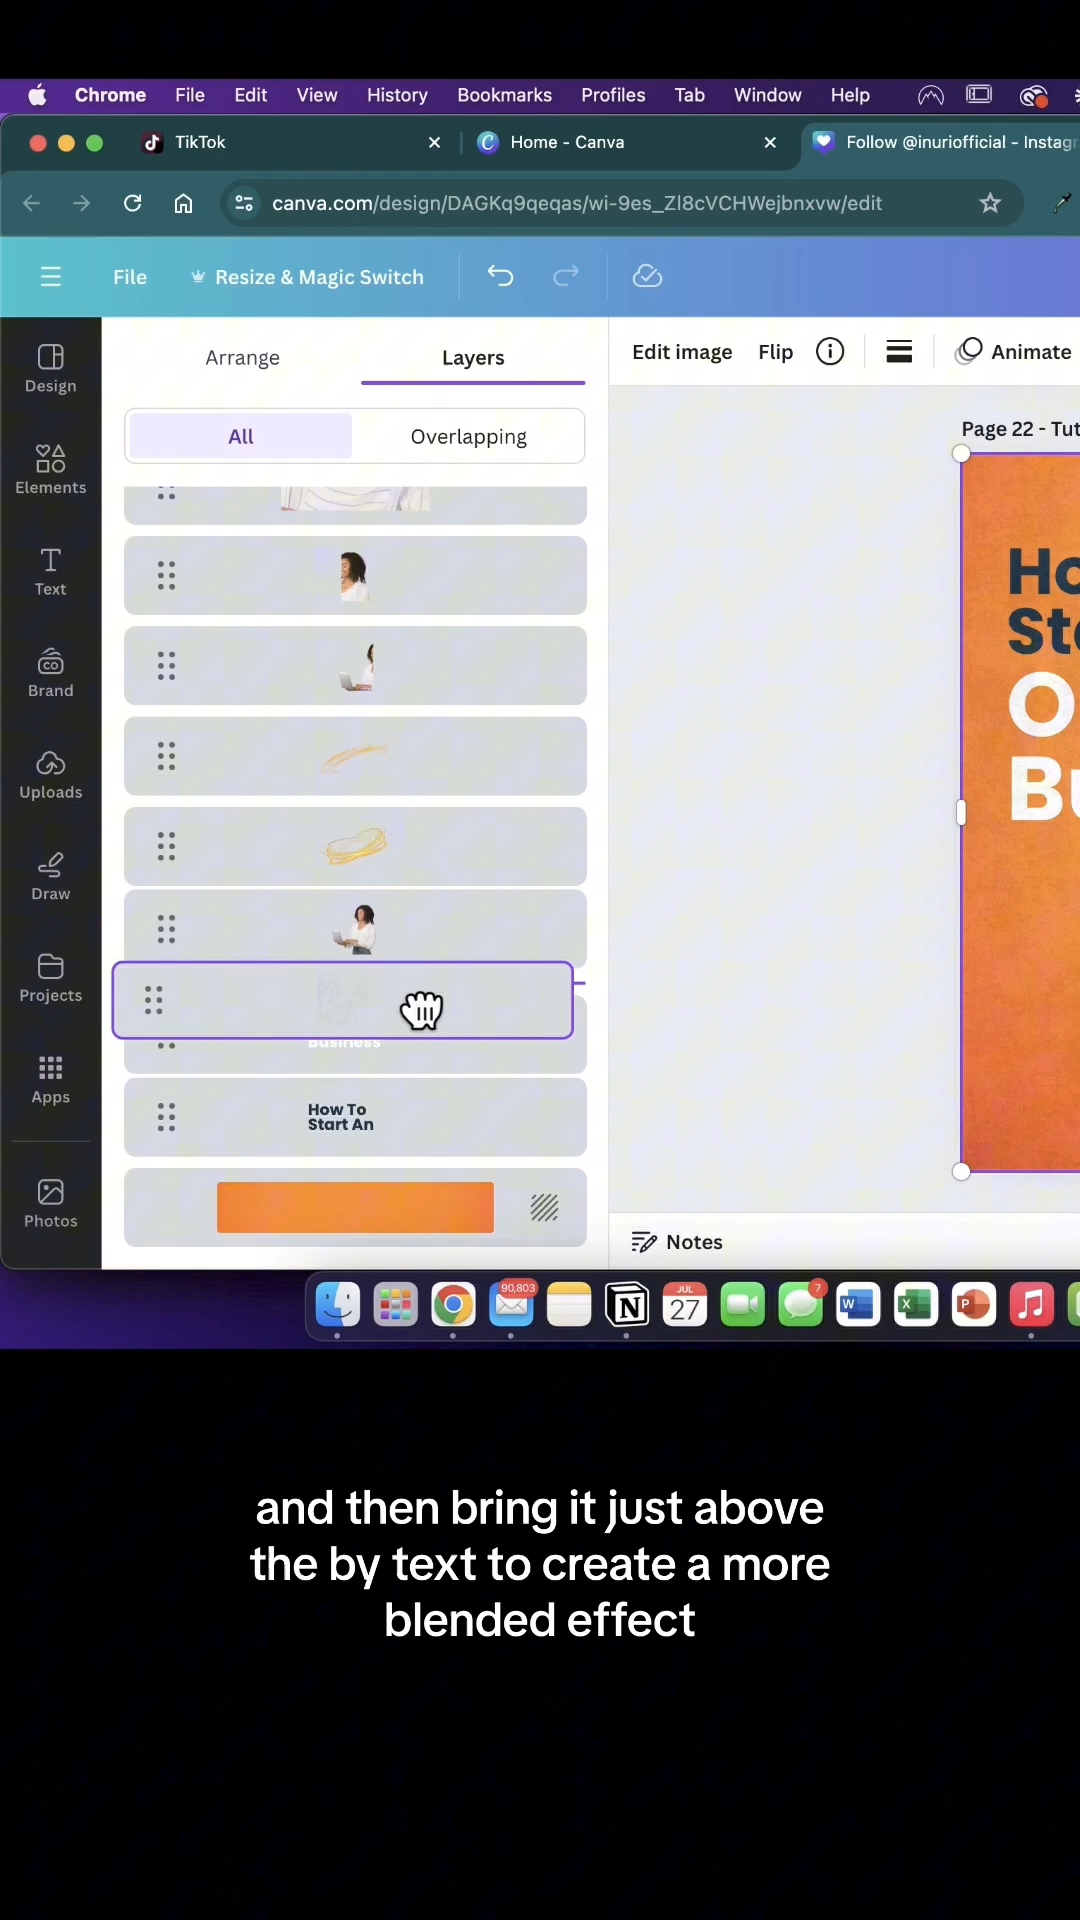 Chrome File Edit View History Bookmarks Profiles Tab Window Help
TikTok
Home - Canva
Follow @inuriofficial - Instagr
canva.com/design/DAGKq9qeqas/wi-9es_Zl8cVCHWejbnxvw/edit
File
Resize & Magic Switch
Design
Elements
Text
Brand
Uploads
Draw
Projects
Apps
Photos
Arrange
Layers
All
Overlapping
Business
How To
Start An
Edit image
Flip
Animate
Page 22 - Tut
Ho
Sta
O
Bu
Notes
90,803
JUL
27
7
W
X
P
and then bring it just above
the by text to create a more
blended effect